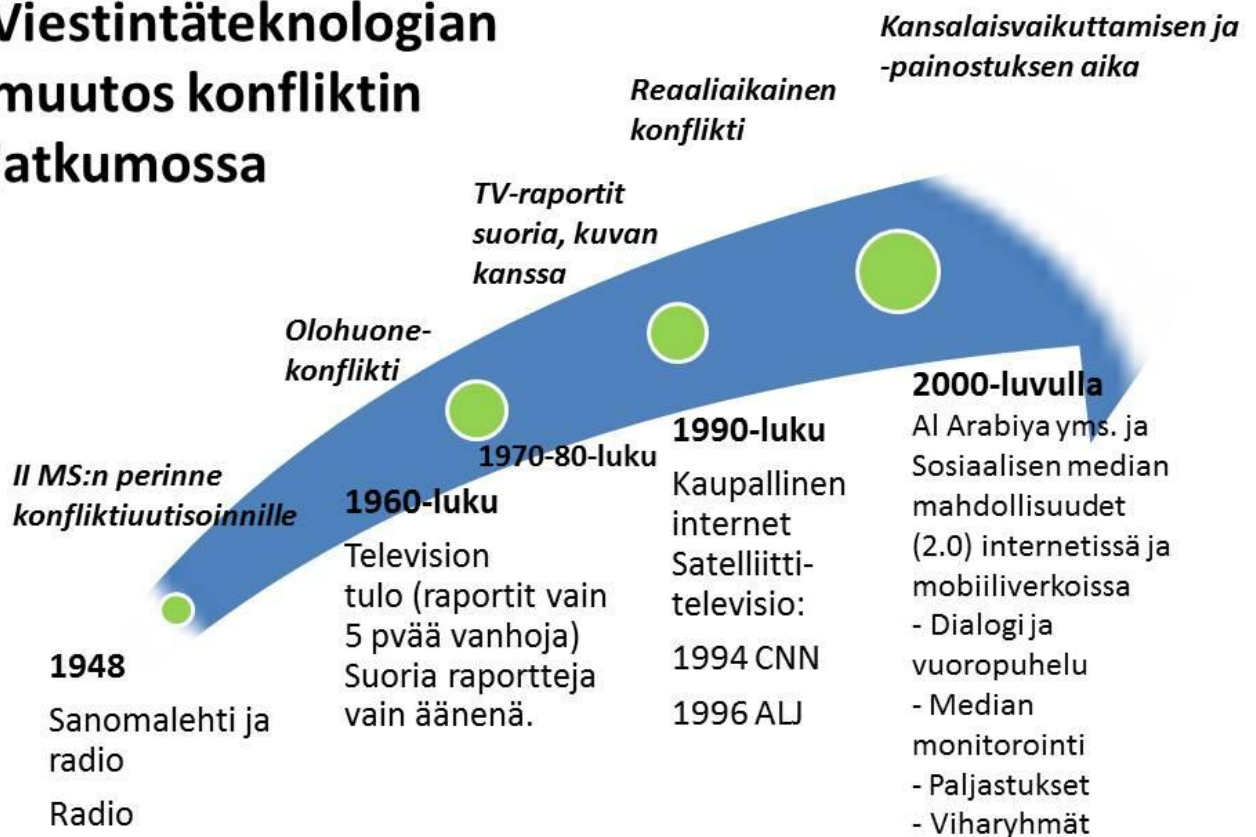 Viestintäteknologian
muutos konfliktin
jatkumossa
Kansalaisvaikuttamisen ja
-painostuksen aika
Reaaliaikainen
konflikti
TV-raportit
suoria, kuvan
kanssa
Olohuone-
konflikti
II MS:n perinne
konfliktiuutisoinnille
1948
Sanomalehti ja
radio
Radio
1960-luku
Television
tulo (raportit vain
5 pvää vanhoja)
Suoria raportteja
vain äänenä.
1970-80-luku
1990-luku
Kaupallinen
internet
Satelliitti-
televisio:
1994 CNN
1996 ALJ
2000-luvulla
Al Arabiya yms. ja
Sosiaalisen median
mahdollisuudet
(2.0) internetissä ja
mobiiliverkoissa
- Dialogi ja
vuoropuhelu
- Median
monitorointi
- Paljastukset
- Viharyhmät